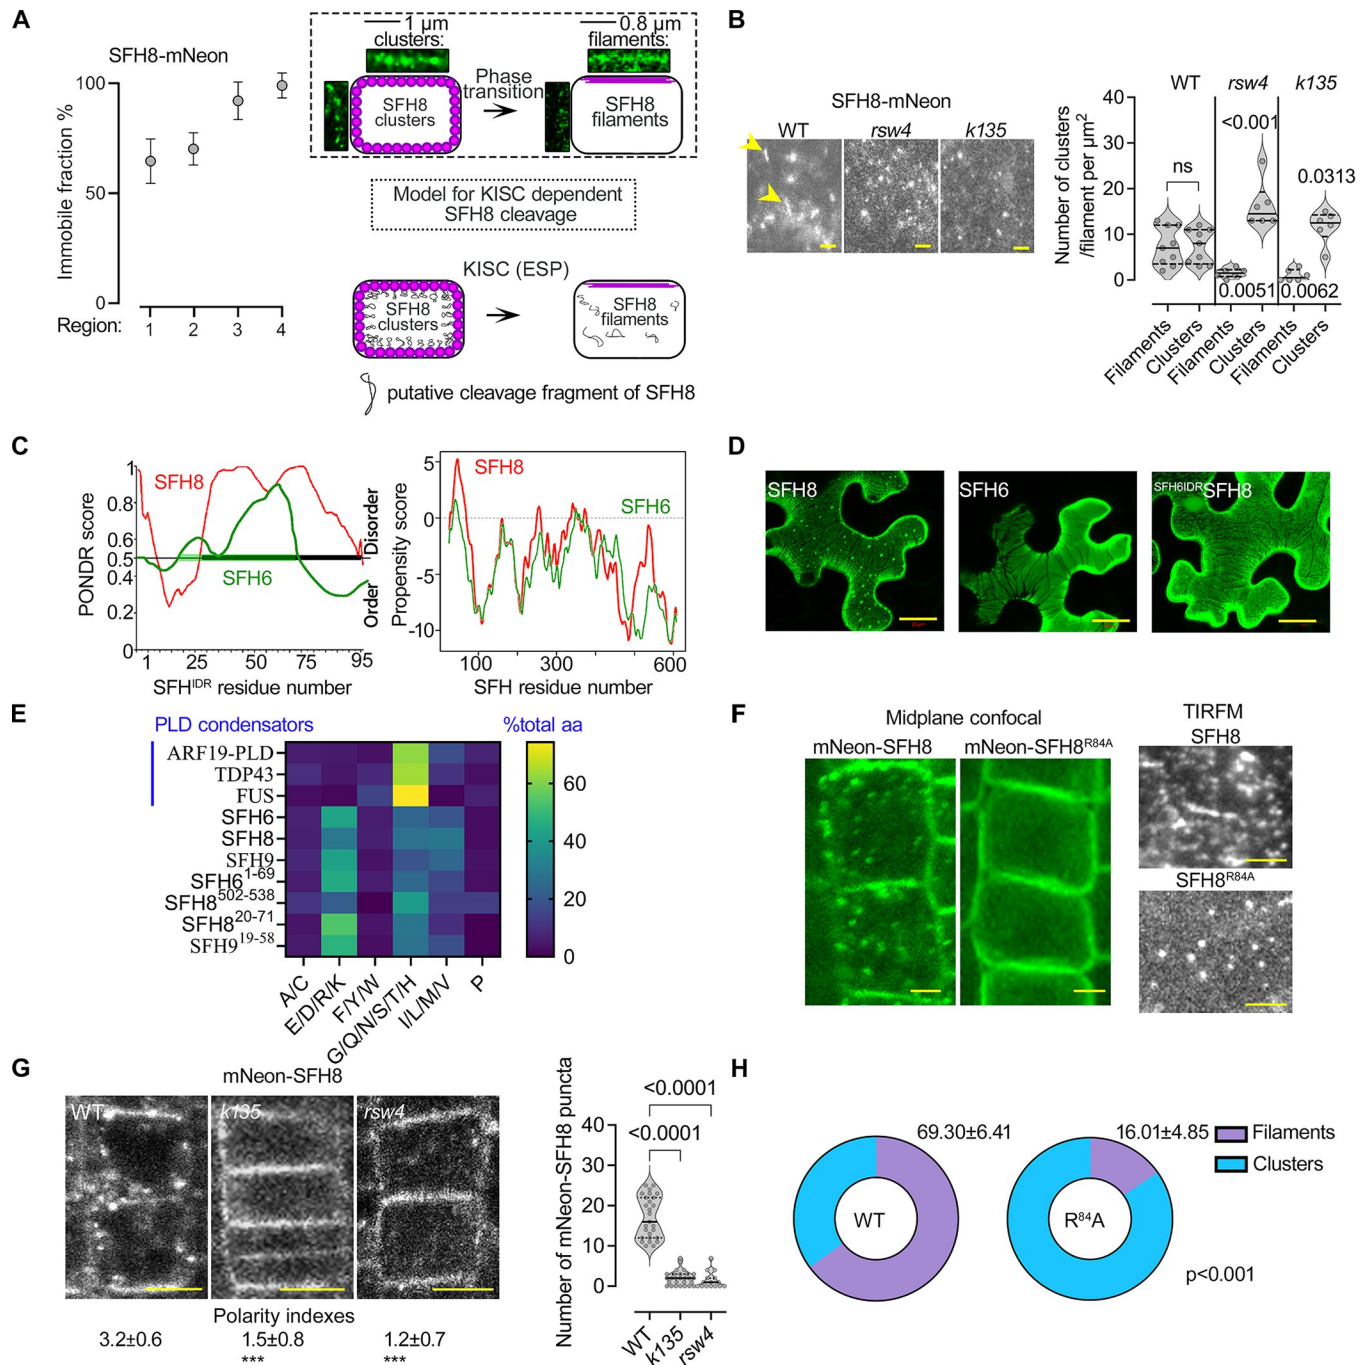 A
SFH8-mNeon
Immobile fraction %
100
50
0
Region:
1 2 3 4
1 µm
clusters:
0.8 µm
filaments:
Phase
transition
SFH8
clusters
SFH8
filaments
Model for KISC dependent
SFH8 cleavage
KISC (ESP)
SFH8
clusters
SFH8
filaments
putative cleavage fragment of SFH8
B
SFH8-mNeon
WT rsw4 k135
Number of clusters
/filament per µm²
40
30
20
10
0
WT rsw4 k135
ns
<0.001
0.0313
0.0051 0.0062
Filaments
Clusters
Filaments
Clusters
Filaments
Clusters
C
PONDR score
1
0.8
0.6
0.5
0.4
0.2
0
SFH8
SFH6
Disorder
Order
1 25 50 75 95
SFHIDR residue number
Propensity score
5
0
-5
-10
SFH8
SFH6
100 300 600
SFH residue number
D
SFH8
SFH6
SFH6IDRSFH8
E
PLD condensators
%total aa
ARF19-PLD
TDP43
FUS
SFH6
SFH8
SFH9
SFH6 1-69
SFH8 502-538
SFH8 20-71
SFH9 19-58
A/C
E/D/R/K
F/Y/W
G/Q/N/S/T/H
I/L/M/V
P
60
40
20
0
F
Midplane confocal
mNeon-SFH8 mNeon-SFH8R84A
TIRFM
SFH8
SFH8R84A
G
mNeon-SFH8
WT k135 rsw4
Polarity indexes
3.2±0.6 1.5±0.8 1.2±0.7
*** ***
Number of mNeon-SFH8 puncta
<0.0001
<0.0001
40
30
20
10
0
WT
k135
rsw4
H
69.30±6.41
16.01±4.85
Filaments
Clusters
WT
R84A
p<0.001